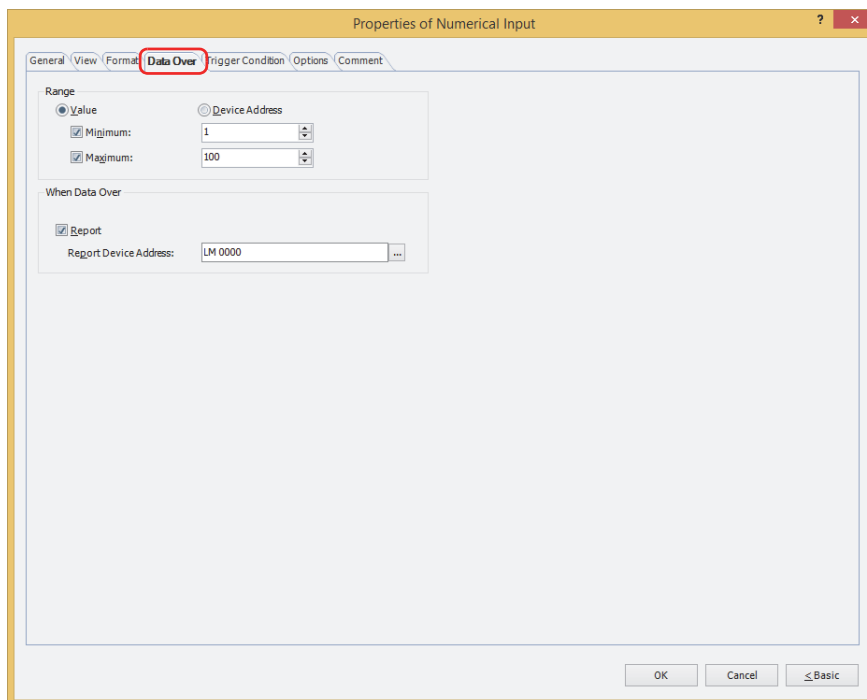 Properties of Numerical Input ? ×
General View Format Data Over Trigger Condition Options Comment
Range
Value Device Address
Minimum: 1
Maximum: 100
When Data Over
Report
Report Device Address: LM 0000 ...
OK Cancel < Basic